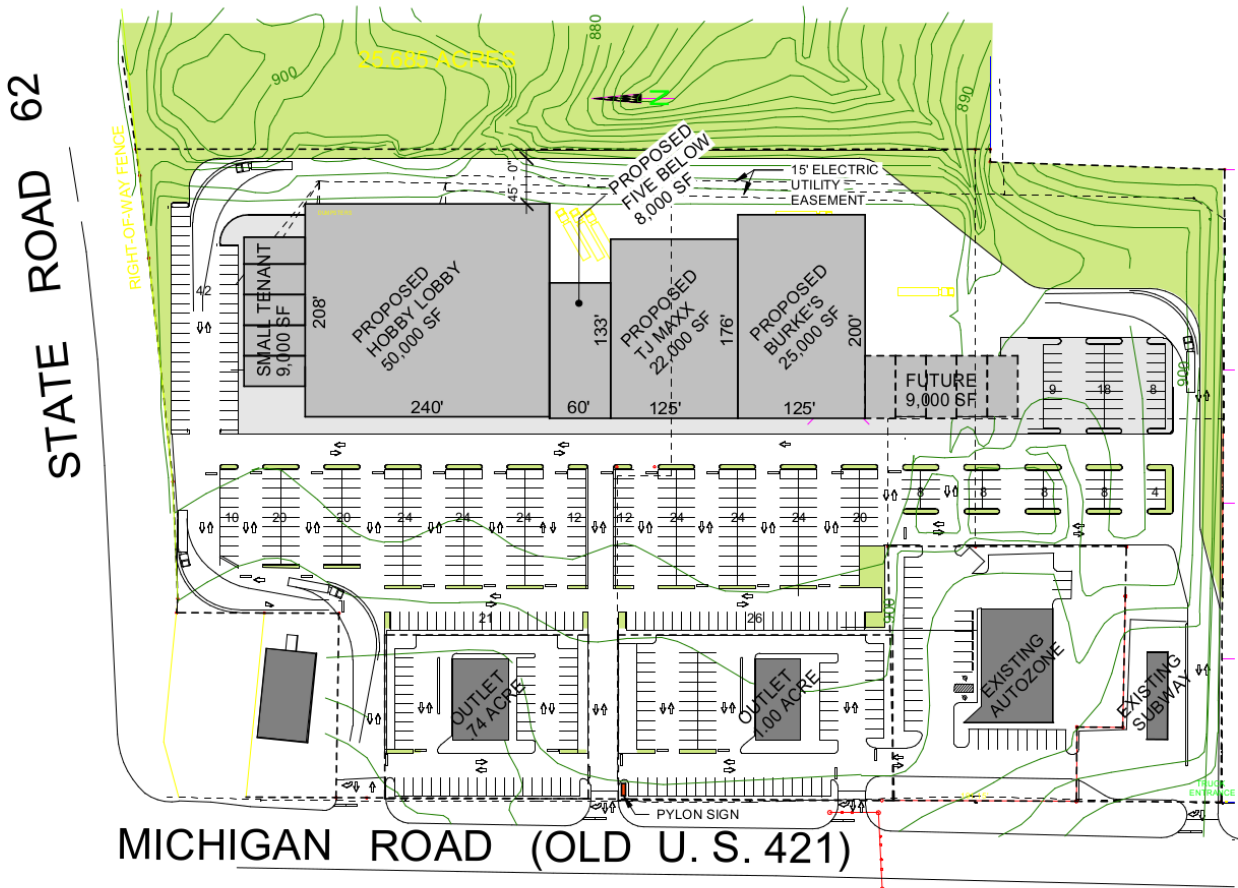 880
25.685 ACRES
900
N
890
STATE ROAD 62
RIGHT-OF-WAY FENCE
45'- 0"
PROPOSED
FIVE BELOW
8,000 SF
15' ELECTRIC
UTILITY
EASEMENT
42
SMALL TENANT
9,000 SF
208'
PROPOSED
HOBBY LOBBY
50,000 SF
240'
133'
60'
PROPOSED
TJ MAXX
22,000 SF
176'
125'
PROPOSED
BURKE'S
25,000 SF
200'
125'
FUTURE
9,000 SF
9
18
8
900
10
20
20
24
24
24
12
12
24
24
24
20
8
8
8
8
4
21
26
900
OUTLET
.74 ACRE
OUTLET
1.00 ACRE
EXISTING
AUTOZONE
EXISTING
SUBWAY
TRUCK
ENTRANCE
PYLON SIGN
MICHIGAN ROAD (OLD U. S. 421)